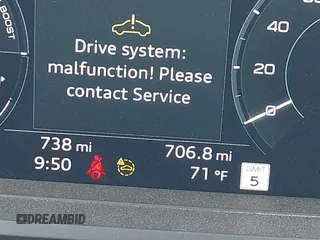 BOOST
40
Drive system:
malfunction! Please
contact Service
20
0
738 mi
706.8 mi
9:50
71 °F
LIMIT
5
DREAMBID